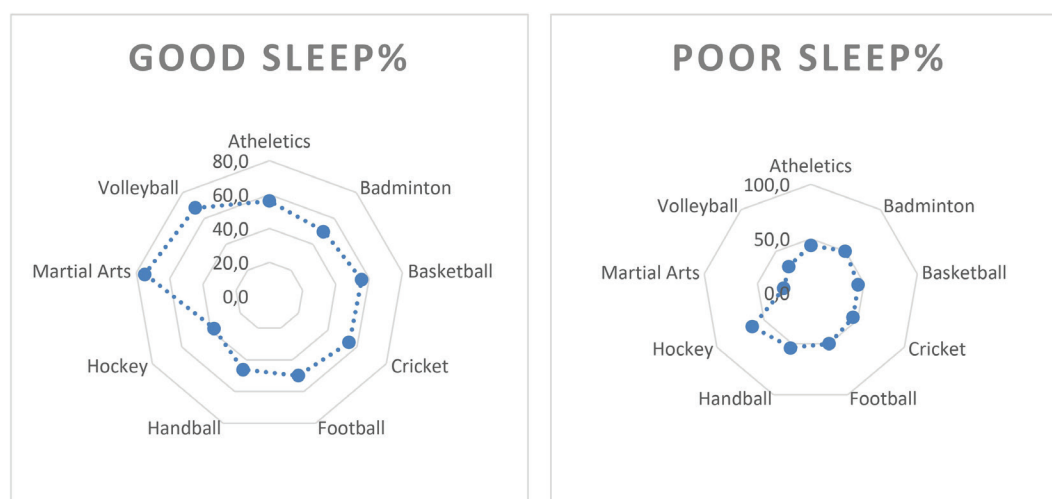 GOOD SLEEP%
Atheletics
80,0
Volleyball
Badminton
60,0
40,0
20,0
Martial Arts
Basketball
0,0
Hockey
Cricket
Handball
Football
POOR SLEEP%
Atheletics
100,0
Volleyball
Badminton
50,0
Martial Arts
Basketball
0,0
Hockey
Cricket
Handball
Football